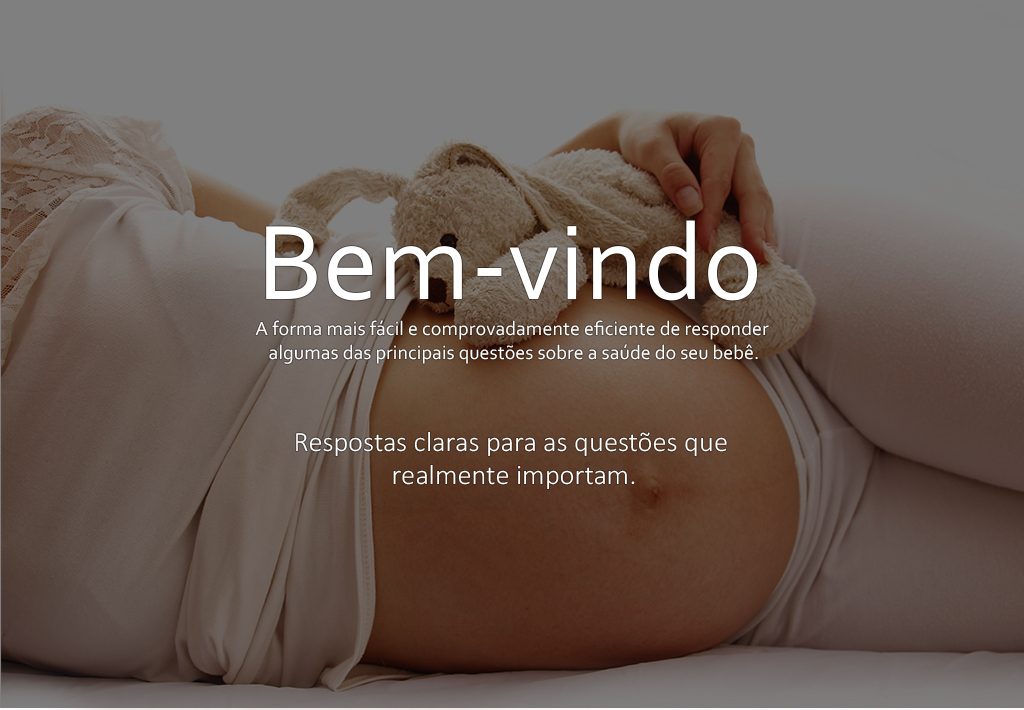 Bem-vindo
A forma mais fácil e comprovadamente eficiente de responder
algumas das principais questões sobre a saúde do seu bebê.
Respostas claras para as questões que
realmente importam.